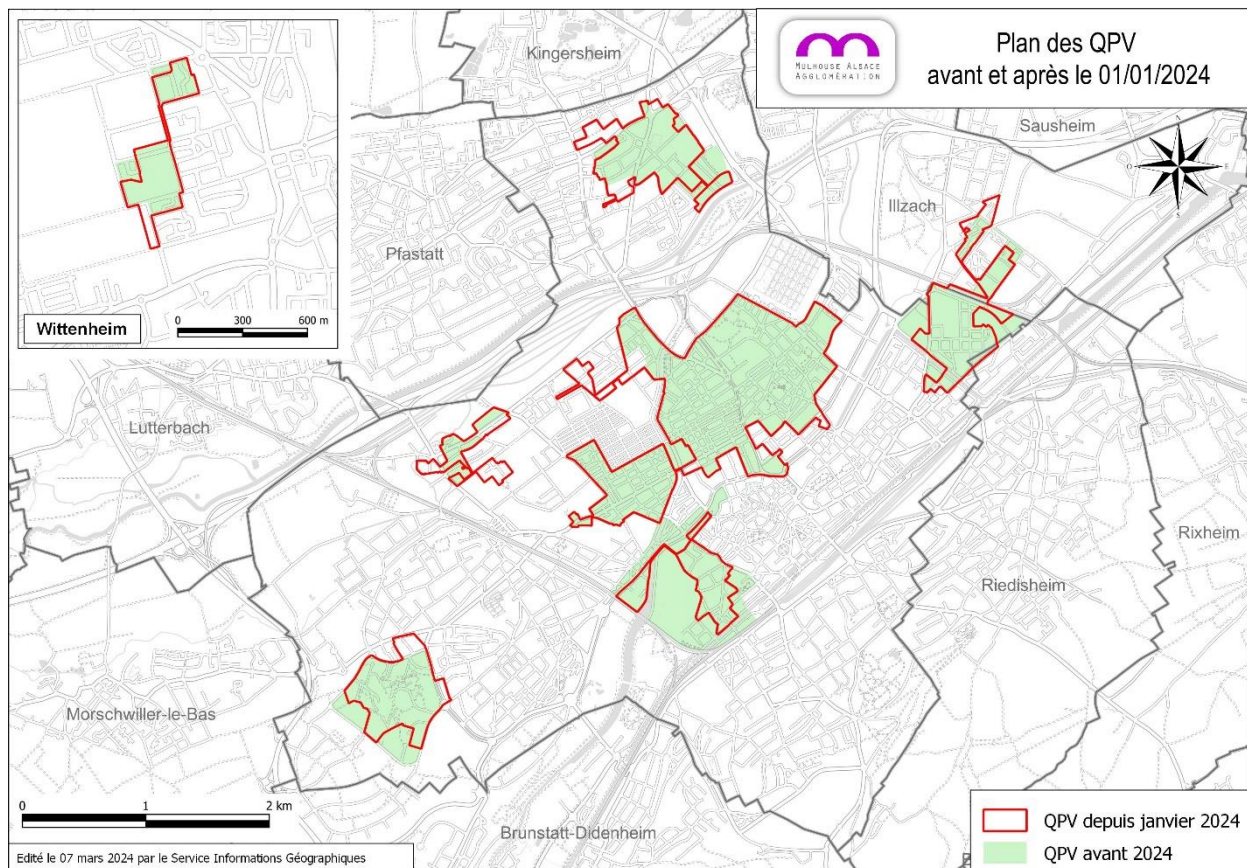 Plan des QPV
avant et après le 01/01/2024
MULHOUSE ALSACE
AGGLOMÉRATION
Kingersheim
Sausheim
N
O
E
S
Illzach
Pfastatt
Wittenheim
0 300 600 m
Lutterbach
Rixheim
Riedisheim
Morschwiller-le-Bas
0 1 2 km
Brunstatt-Didenheim
QPV depuis janvier 2024
QPV avant 2024
Edité le 07 mars 2024 par le Service Informations Géographiques